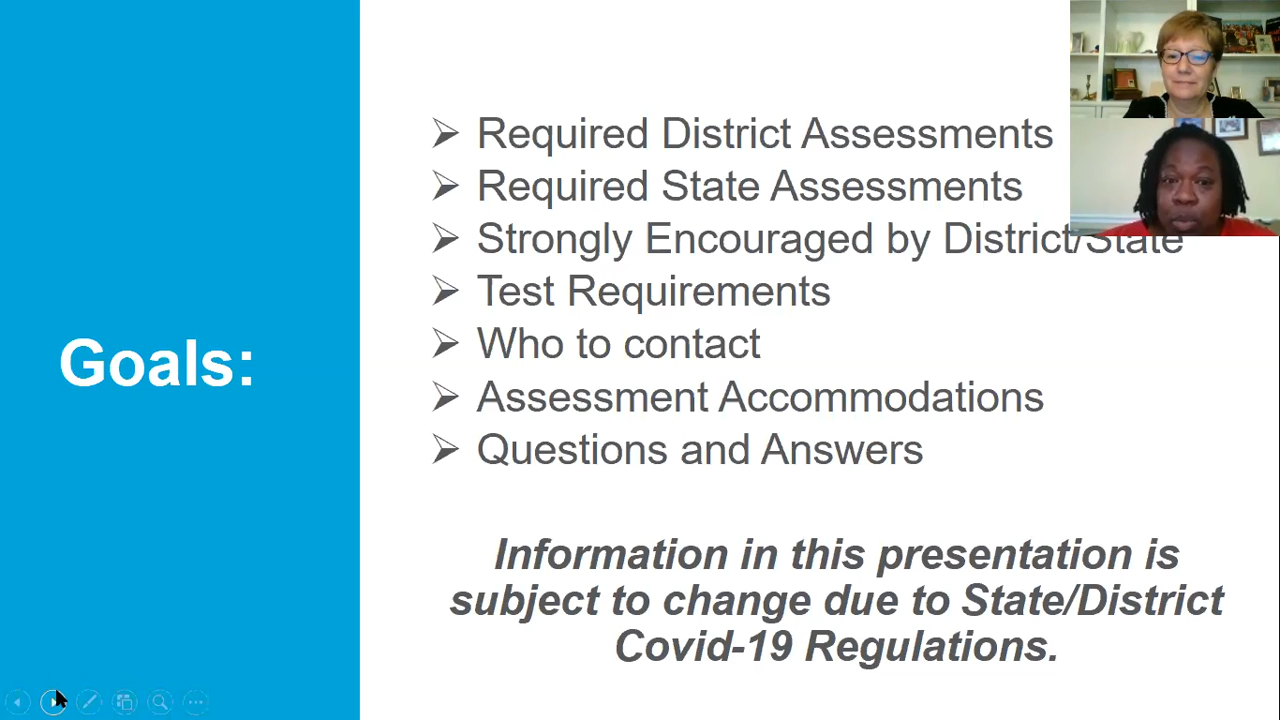 Goals:
Required District Assessments
Required State Assessments
Strongly Encouraged by District/State
Test Requirements
Who to contact
Assessment Accommodations
Questions and Answers
Information in this presentation is
subject to change due to State/District
Covid-19 Regulations.